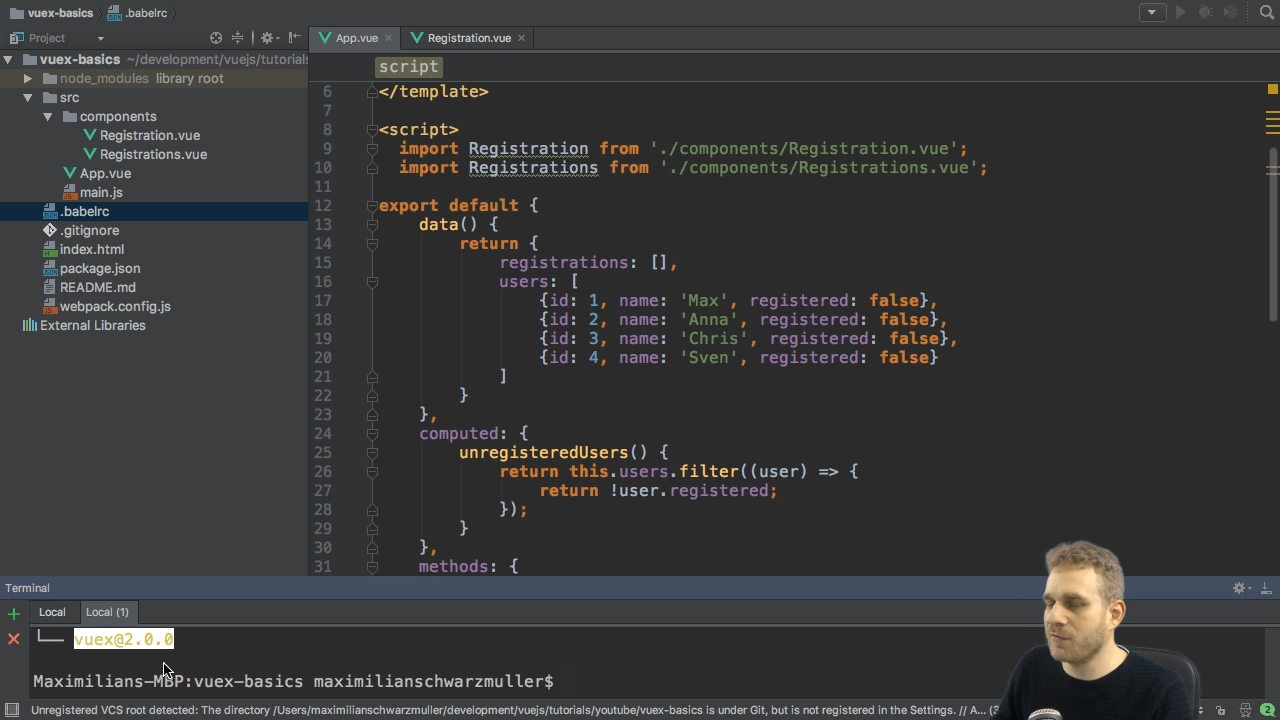 vuex-basics .babelrc
Project
App.vue Registration.vue
vuex-basics ~/development/vuejs/tutorials
node_modules library root
src
components
Registration.vue
Registrations.vue
App.vue
main.js
.babelrc
.gitignore
index.html
package.json
README.md
webpack.config.js
External Libraries
script
6 </template>
7
8 <script>
9 import Registration from './components/Registration.vue';
10 import Registrations from './components/Registrations.vue';
11
12 export default {
13 data() {
14 return {
15 registrations: [],
16 users: [
17 {id: 1, name: 'Max', registered: false},
18 {id: 2, name: 'Anna', registered: false},
19 {id: 3, name: 'Chris', registered: false},
20 {id: 4, name: 'Sven', registered: false}
21 ]
22 }
23 },
24 computed: {
25 unregisteredUsers() {
26 return this.users.filter((user) => {
27 return !user.registered;
28 });
29 }
30 },
31 methods: {
Terminal
Local Local (1)
└── vuex@2.0.0
Maximilians-MBP:vuex-basics maximilianschwarzmuller$
Unregistered VCS root detected: The directory /Users/maximilianschwarzmuller/development/vuejs/tutorials/youtube/vuex-basics is under Git, but is not registered in the Settings. // A... (3 2